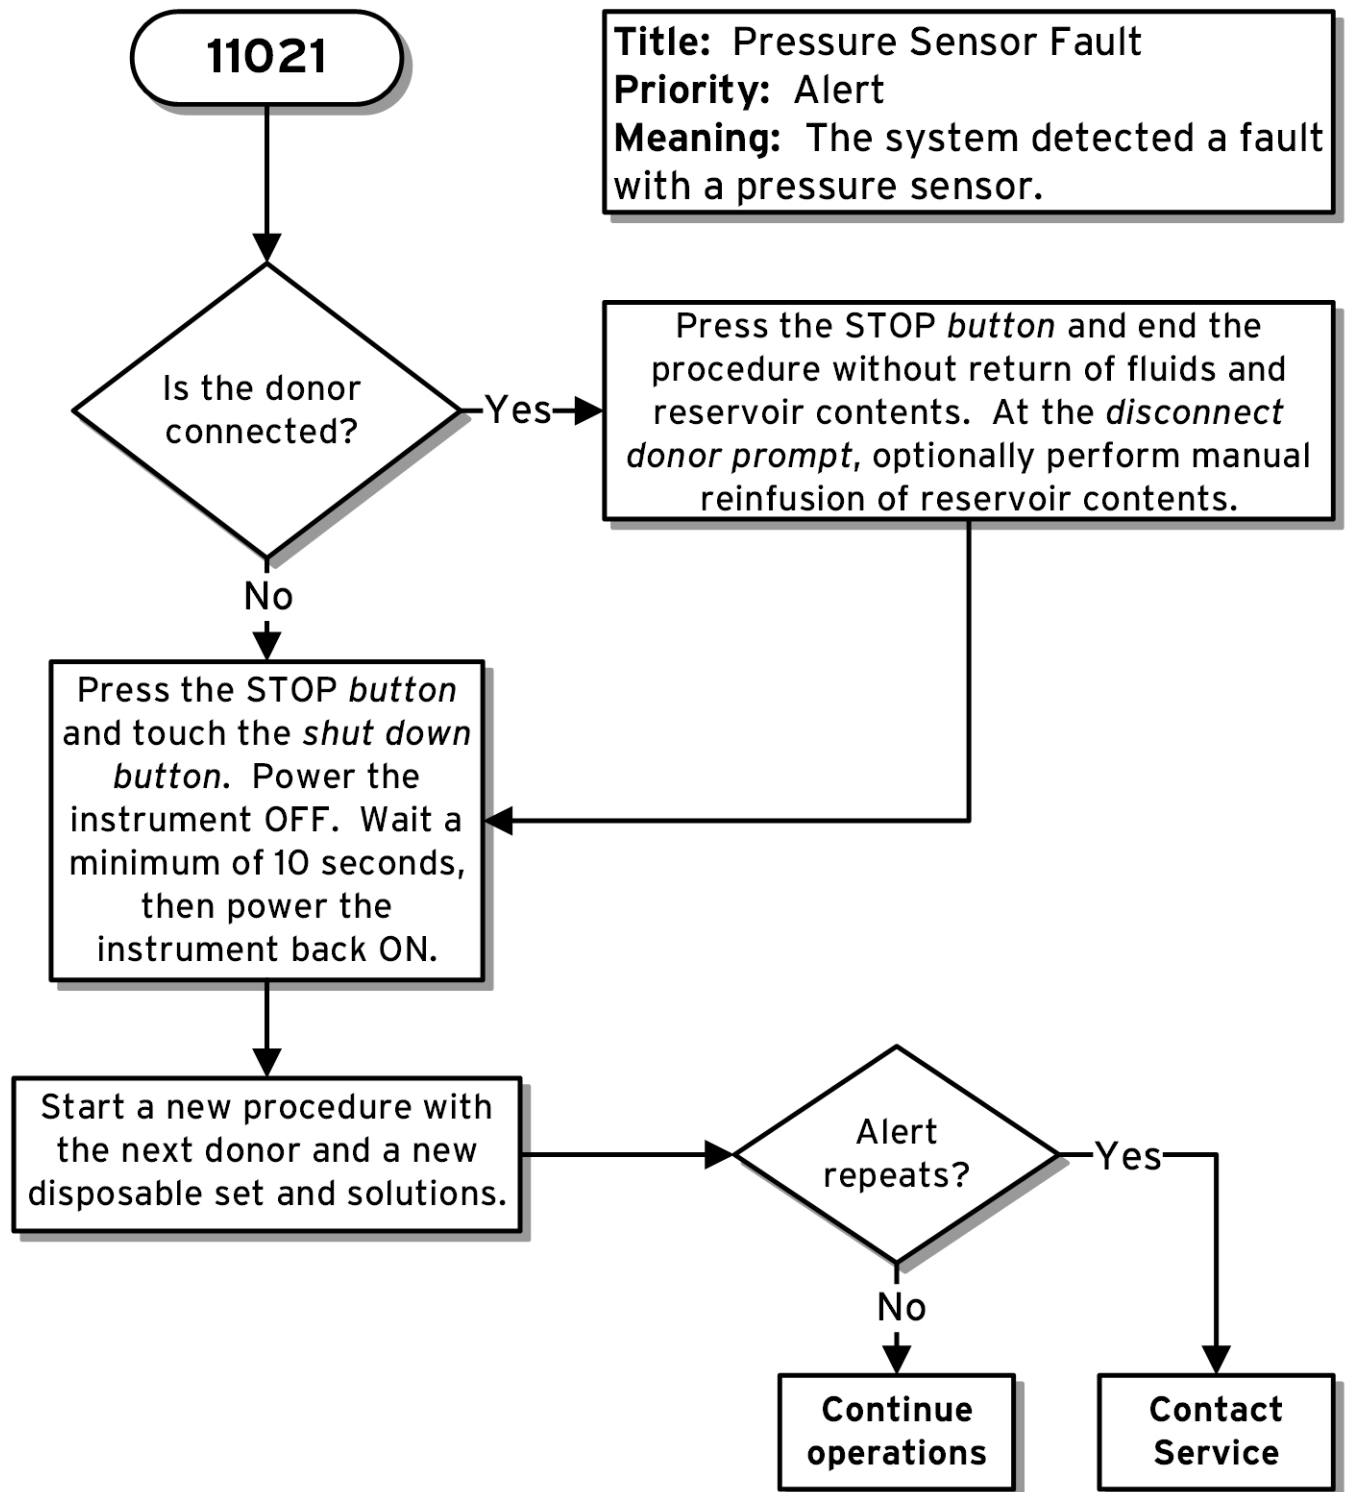 11021
Title: Pressure Sensor Fault
Priority: Alert
Meaning: The system detected a fault
with a pressure sensor.
Is the donor
connected?
Yes
Press the STOP button and end the
procedure without return of fluids and
reservoir contents. At the disconnect
donor prompt, optionally perform manual
reinfusion of reservoir contents.
No
Press the STOP button
and touch the shut down
button. Power the
instrument OFF. Wait a
minimum of 10 seconds,
then power the
instrument back ON.
Start a new procedure with
the next donor and a new
disposable set and solutions.
Alert
repeats?
Yes
No
Continue
operations
Contact
Service